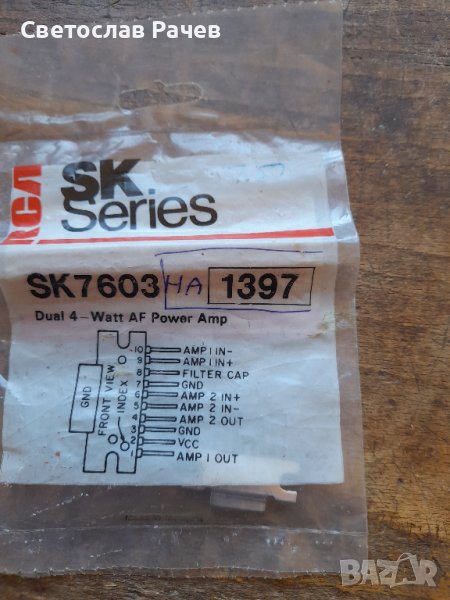 Светослав Рачев
RCA
SK
Series
SK7603 HA 1397
Dual 4-Watt AF Power Amp
GND
FRONT VIEW
INDEX
10 AMP 1 IN-
9 AMP 1 IN+
8 FILTER CAP
7 GND
6 AMP 2 IN+
5 AMP 2 IN-
4 AMP 2 OUT
3 GND
2 VCC
1 AMP 1 OUT
BAZAR